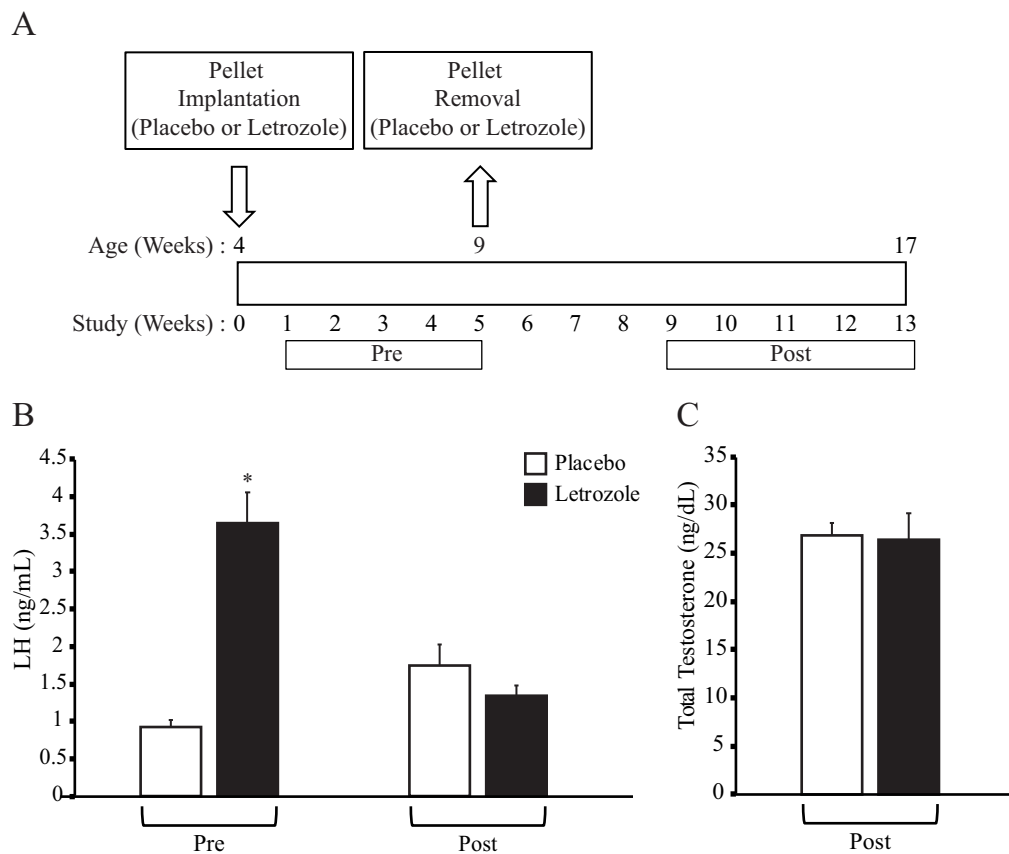 A
Pellet
Implantation
(Placebo or Letrozole)
Pellet
Removal
(Placebo or Letrozole)
Age (Weeks) : 4 9 17
Study (Weeks) : 0 1 2 3 4 5 6 7 8 9 10 11 12 13
Pre Post
B
LH (ng/mL)
4.5
4
3.5
3
2.5
2
1.5
1
0.5
0
*
Placebo
Letrozole
Pre Post
C
Total Testosterone (ng/dL)
35
30
25
20
15
10
5
0
Post